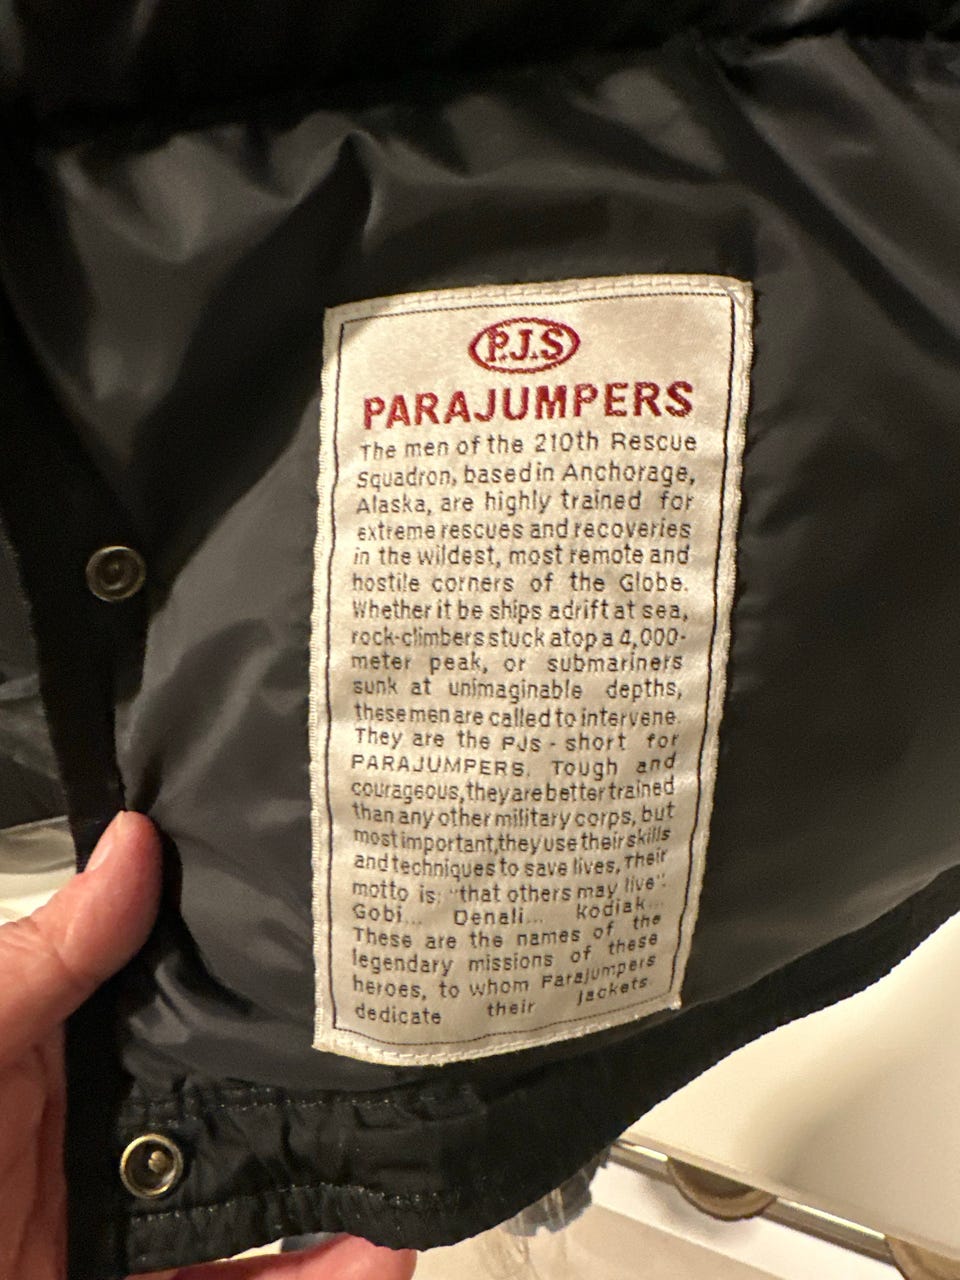 P.J.S
PARAJUMPERS
The men of the 210th Rescue
Squadron, based in Anchorage,
Alaska, are highly trained for
extreme rescues and recoveries
in the wildest, most remote and
hostile corners of the Globe.
Whether it be ships adrift at sea,
rock-climbers stuck atop a 4,000-
meter peak, or submariners
sunk at unimaginable depths,
these men are called to intervene.
They are the PJs - short for
PARAJUMPERS. Tough and
courageous, they are better trained
than any other military corps, but
most important, they use their skills
and techniques to save lives, Their
motto is; "that others may live".
Gobi... Denali... Kodiak...
These are the names of the
legendary missions of these
heroes, to whom Parajumpers
dedicate their jackets